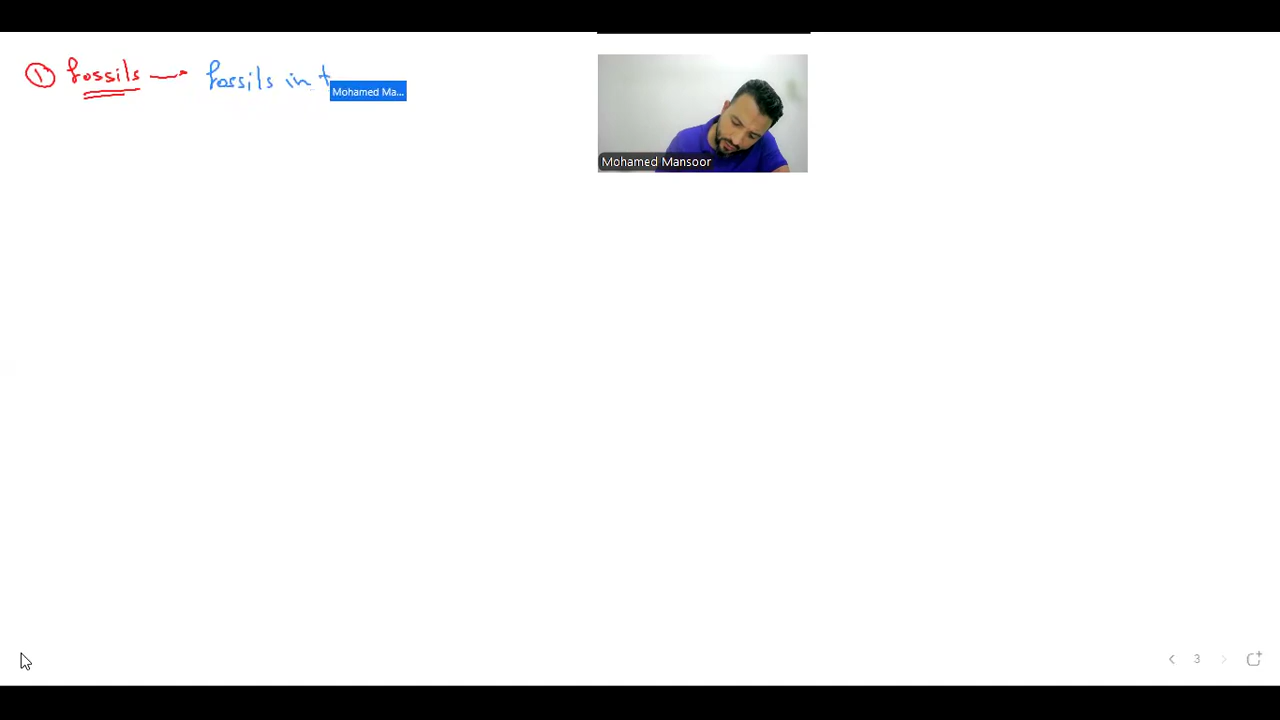 ① fossils → fossils in t
Mohamed Ma...
Mohamed Mansoor
3